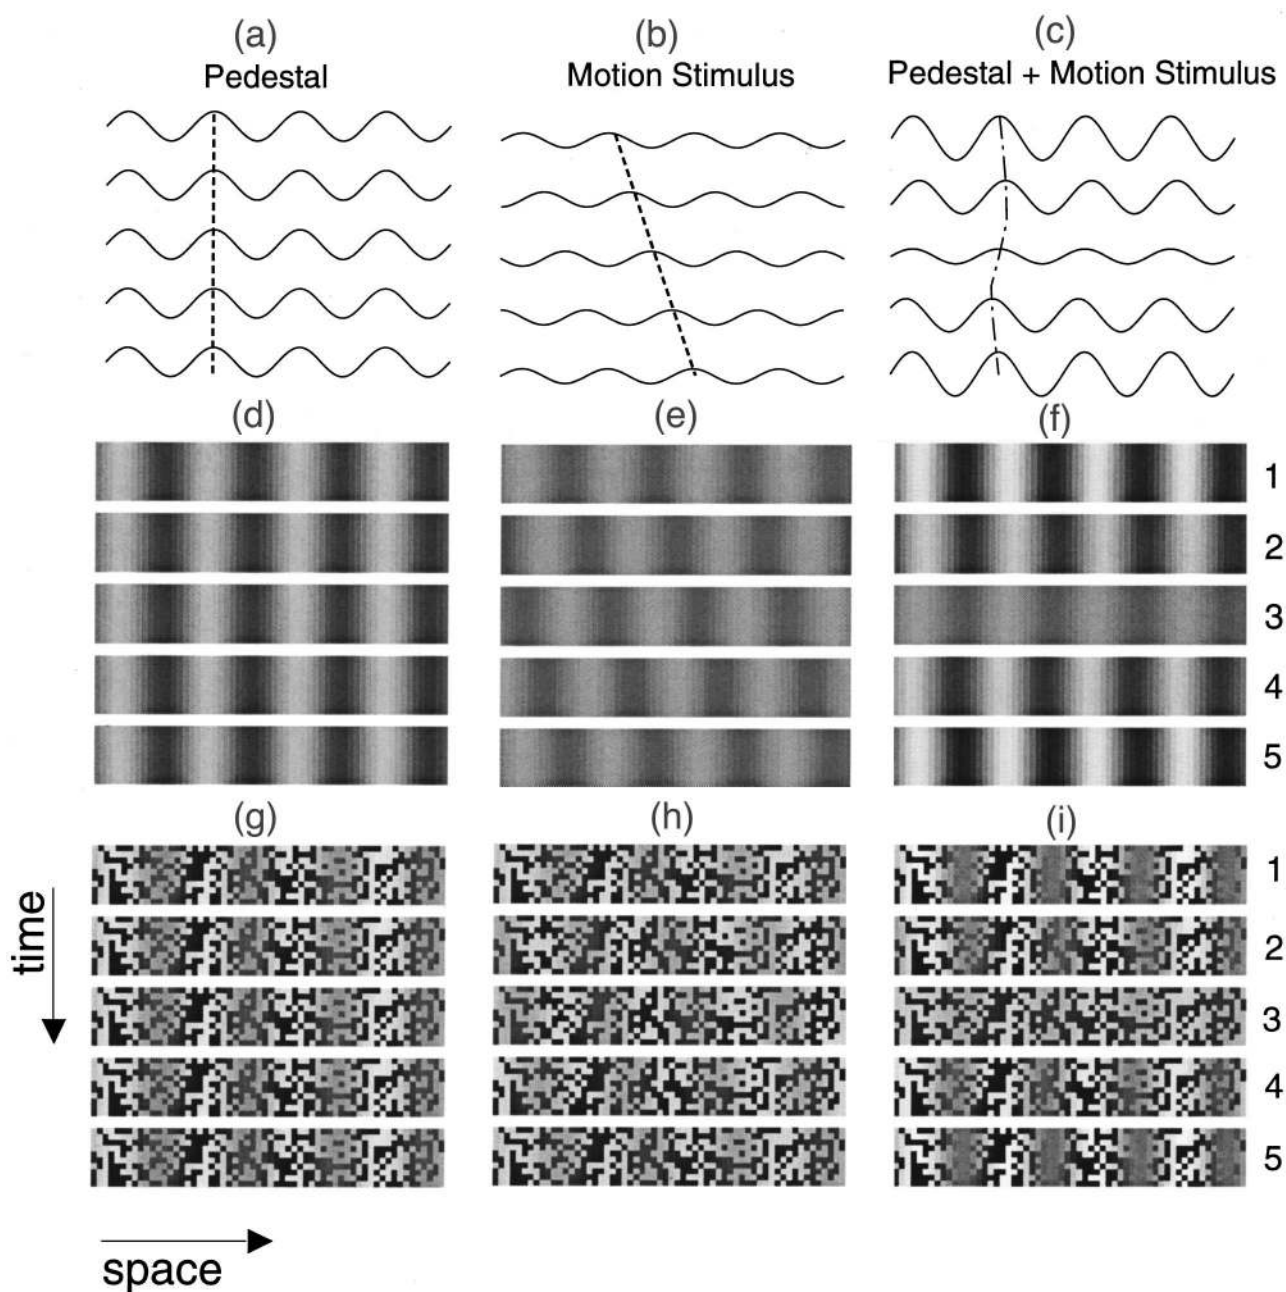 (a)
Pedestal
(b)
Motion Stimulus
(c)
Pedestal + Motion Stimulus
(d)
(e)
(f)
1
2
3
4
5
(g)
(h)
(i)
1
2
3
4
5
time
space